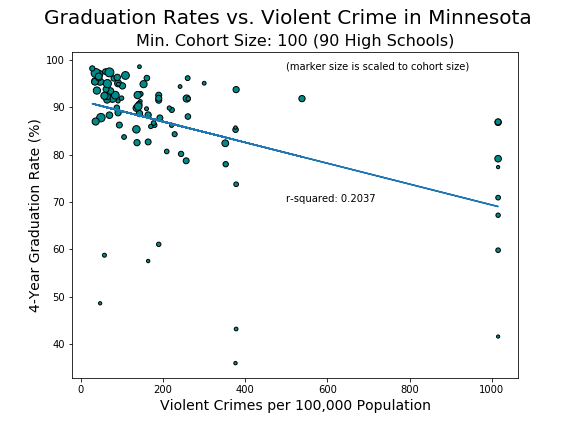 Graduation Rates vs. Violent Crime in Minnesota
Min. Cohort Size: 100 (90 High Schools)
(marker size is scaled to cohort size)
r-squared: 0.2037
4-Year Graduation Rate (%)
100
90
80
70
60
50
40
0 200 400 600 800 1000
Violent Crimes per 100,000 Population